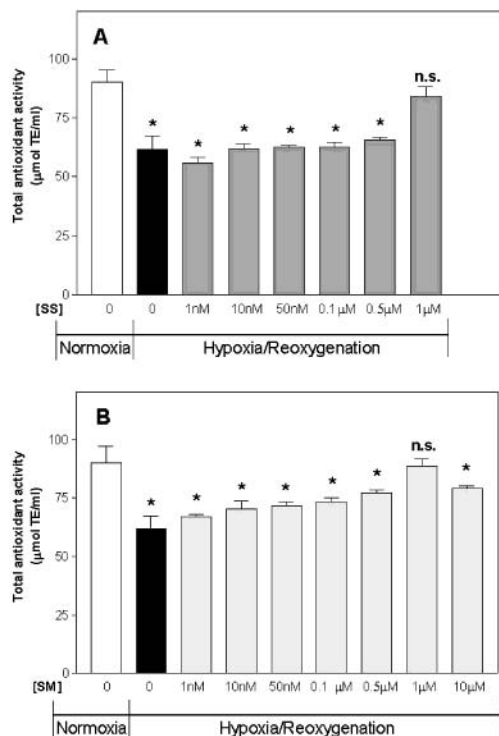 A
Total antioxidant activity
(µmol TE/ml)
100
75
50
25
0
* * * * * * n.s.
[SS] 0 0 1nM 10nM 50nM 0.1 µM 0.5µM 1µM
Normoxia Hypoxia/Reoxygenation
B
Total antioxidant activity
(µmol TE/ml)
100
75
50
25
0
* * * * * * n.s. *
[SM] 0 0 1nM 10nM 50nM 0.1 µM 0.5µM 1µM 10µM
Normoxia Hypoxia/Reoxygenation